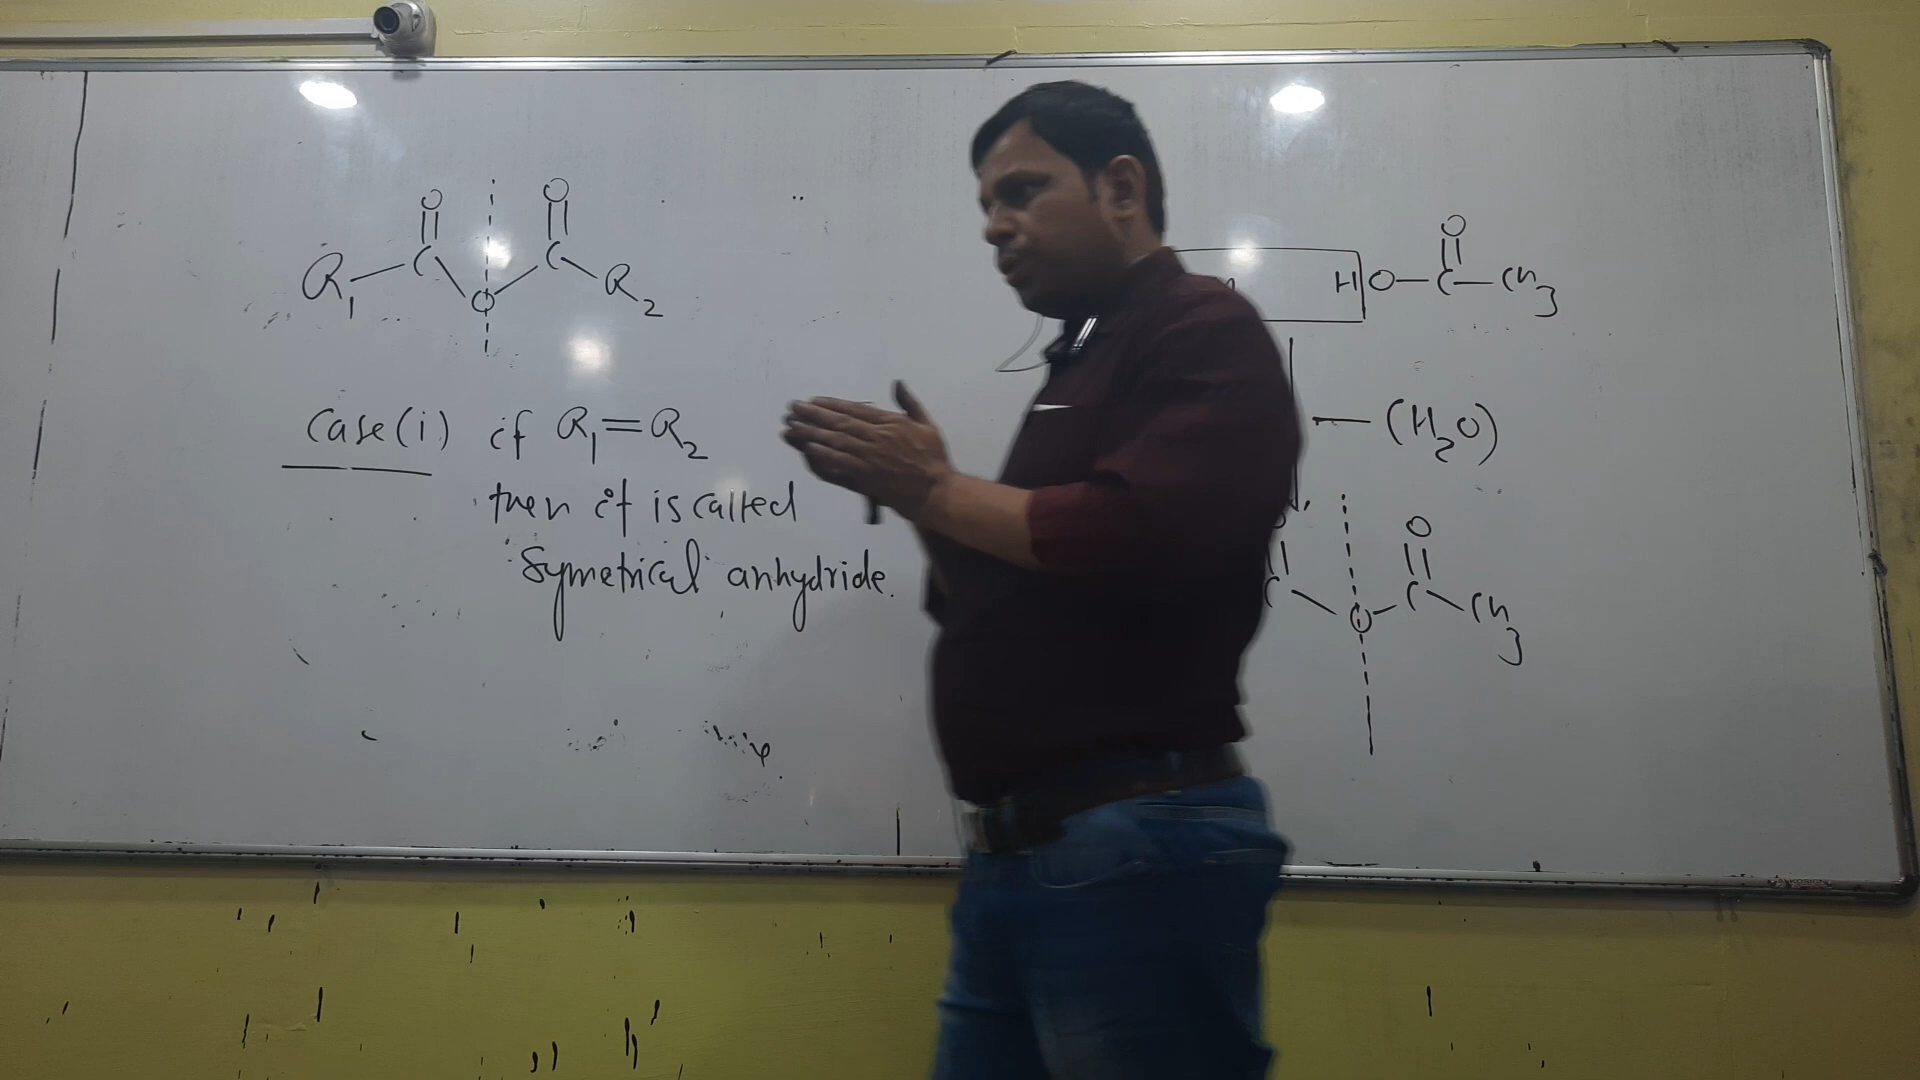 O O
R1 C C R2
O
Case (i) if R1 = R2
then it is called
Symetrical anhydride.
O
H O — C — CH3
— (H2O)
O
C O C CH3